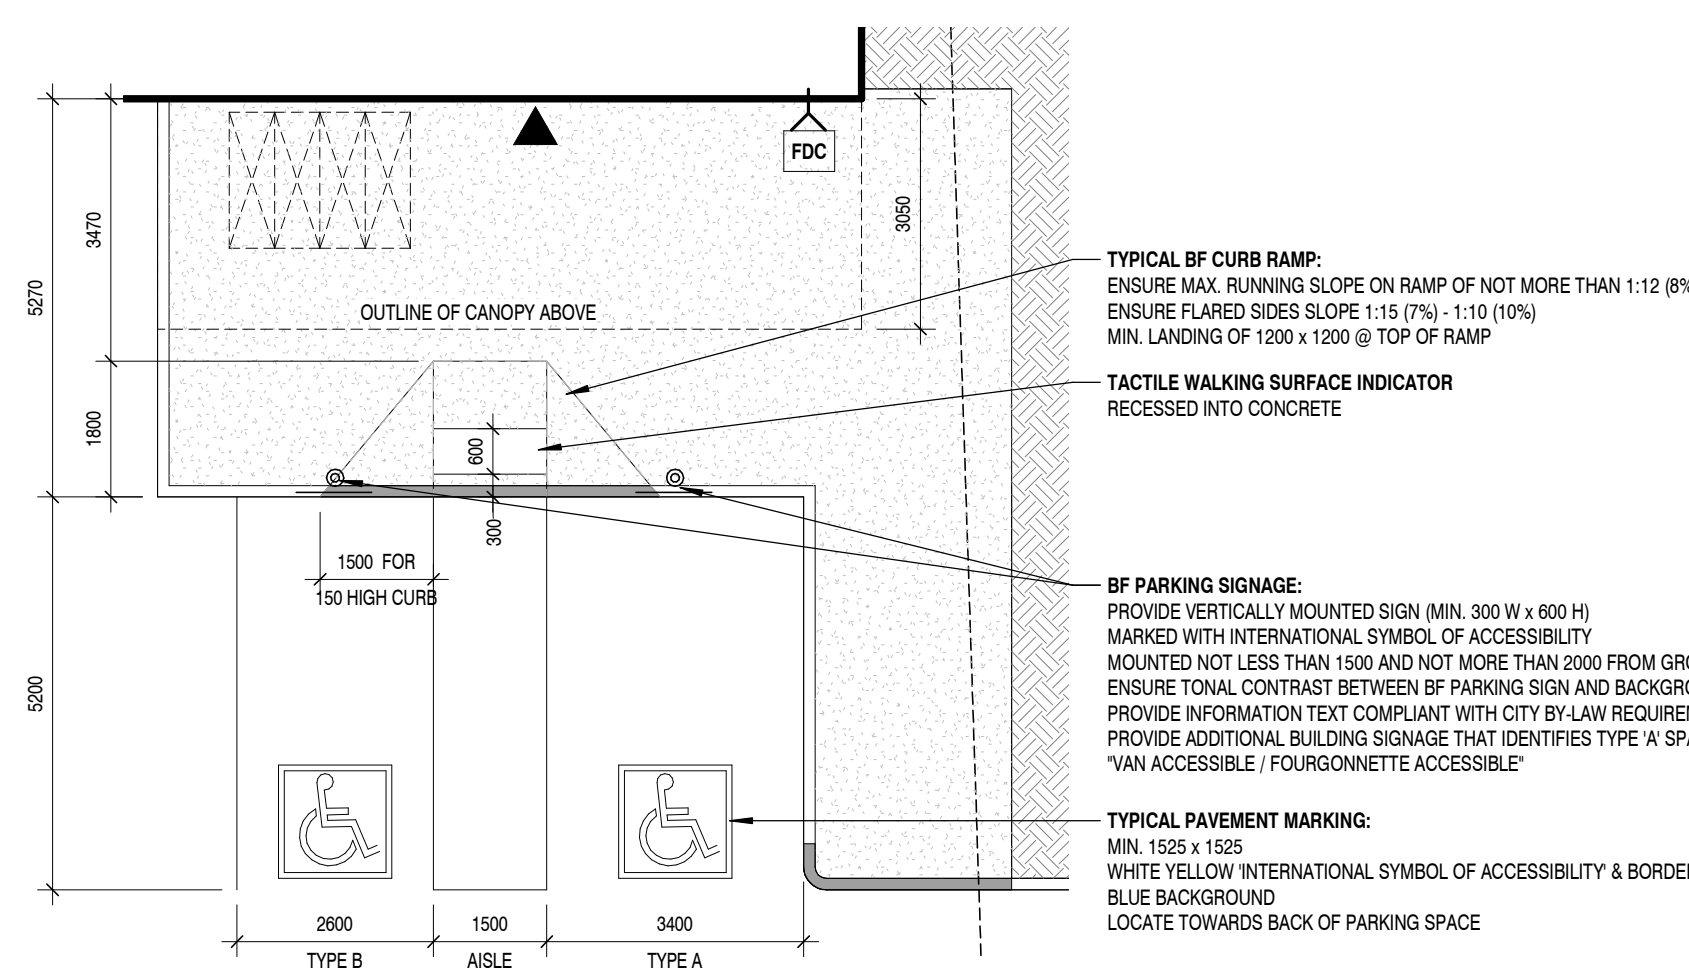 FDC
3470
3050
5270
OUTLINE OF CANOPY ABOVE
1800
600
300
1500 FOR
150 HIGH CURB
5200
2600
1500
3400
TYPE B
AISLE
TYPE A
TYPICAL BF CURB RAMP:
ENSURE MAX. RUNNING SLOPE ON RAMP OF NOT MORE THAN 1:12 (8%
ENSURE FLARED SIDES SLOPE 1:15 (7%) - 1:10 (10%)
MIN. LANDING OF 1200 x 1200 @ TOP OF RAMP
TACTILE WALKING SURFACE INDICATOR
RECESSED INTO CONCRETE
BF PARKING SIGNAGE:
PROVIDE VERTICALLY MOUNTED SIGN (MIN. 300 W x 600 H)
MARKED WITH INTERNATIONAL SYMBOL OF ACCESSIBILITY
MOUNTED NOT LESS THAN 1500 AND NOT MORE THAN 2000 FROM GRO
ENSURE TONAL CONTRAST BETWEEN BF PARKING SIGN AND BACKGRO
PROVIDE INFORMATION TEXT COMPLIANT WITH CITY BY-LAW REQUIREM
PROVIDE ADDITIONAL BUILDING SIGNAGE THAT IDENTIFIES TYPE 'A' SPA
"VAN ACCESSIBLE / FOURGONNETTE ACCESSIBLE"
TYPICAL PAVEMENT MARKING:
MIN. 1525 x 1525
WHITE YELLOW 'INTERNATIONAL SYMBOL OF ACCESSIBILITY' & BORDER
BLUE BACKGROUND
LOCATE TOWARDS BACK OF PARKING SPACE